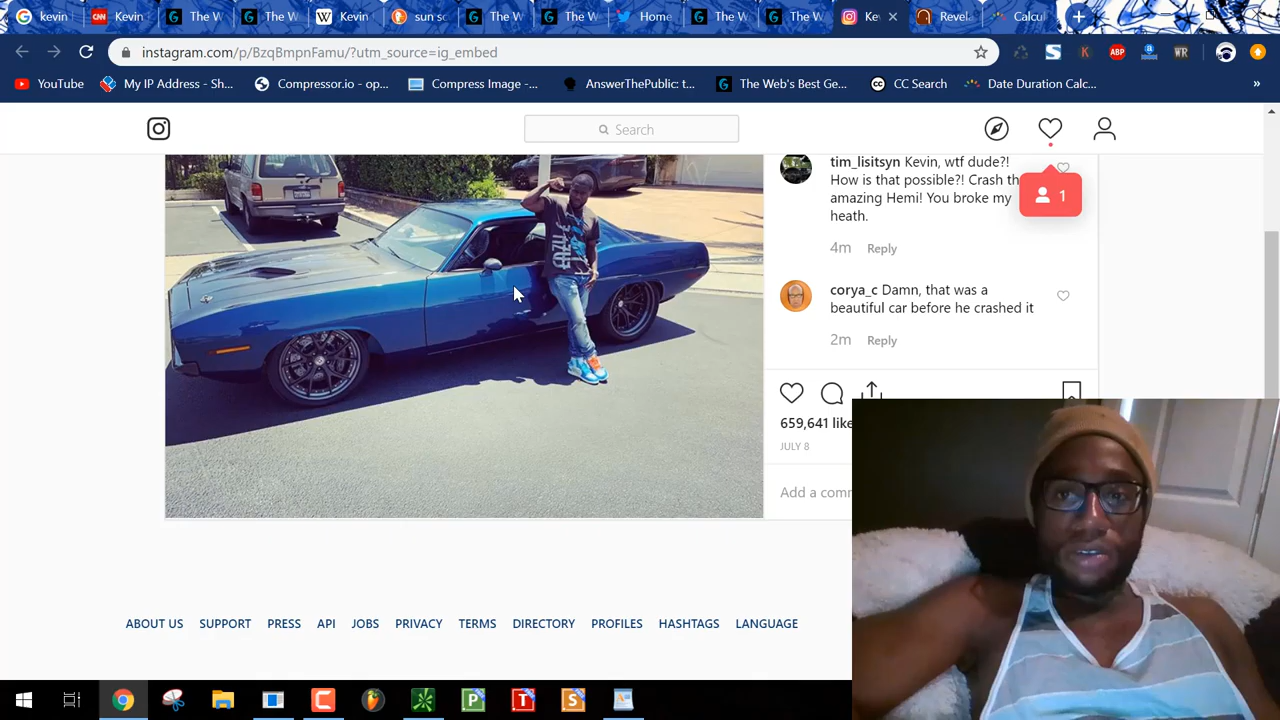 kevin
CNN Kevin
The W
The W
W Kevin
sun sc
The W
The W
Home
The W
The W
Ke
Revel
Calcul
instagram.com/p/BzqBmpnFamu/?utm_source=ig_embed
S K ABP WR
YouTube
My IP Address - Sh...
Compressor.io - op...
Compress Image -...
AnswerThePublic: t...
The Web's Best Ge...
CC Search
Date Duration Calc...
»
Search
tim_lisitsyn Kevin, wtf dude?!
How is that possible?! Crash th
amazing Hemi! You broke my
heath.
1
4m Reply
corya_c Damn, that was a
beautiful car before he crashed it
2m Reply
659,641 like
JULY 8
Add a comm
ABOUT US SUPPORT PRESS API JOBS PRIVACY TERMS DIRECTORY PROFILES HASHTAGS LANGUAGE
P T S